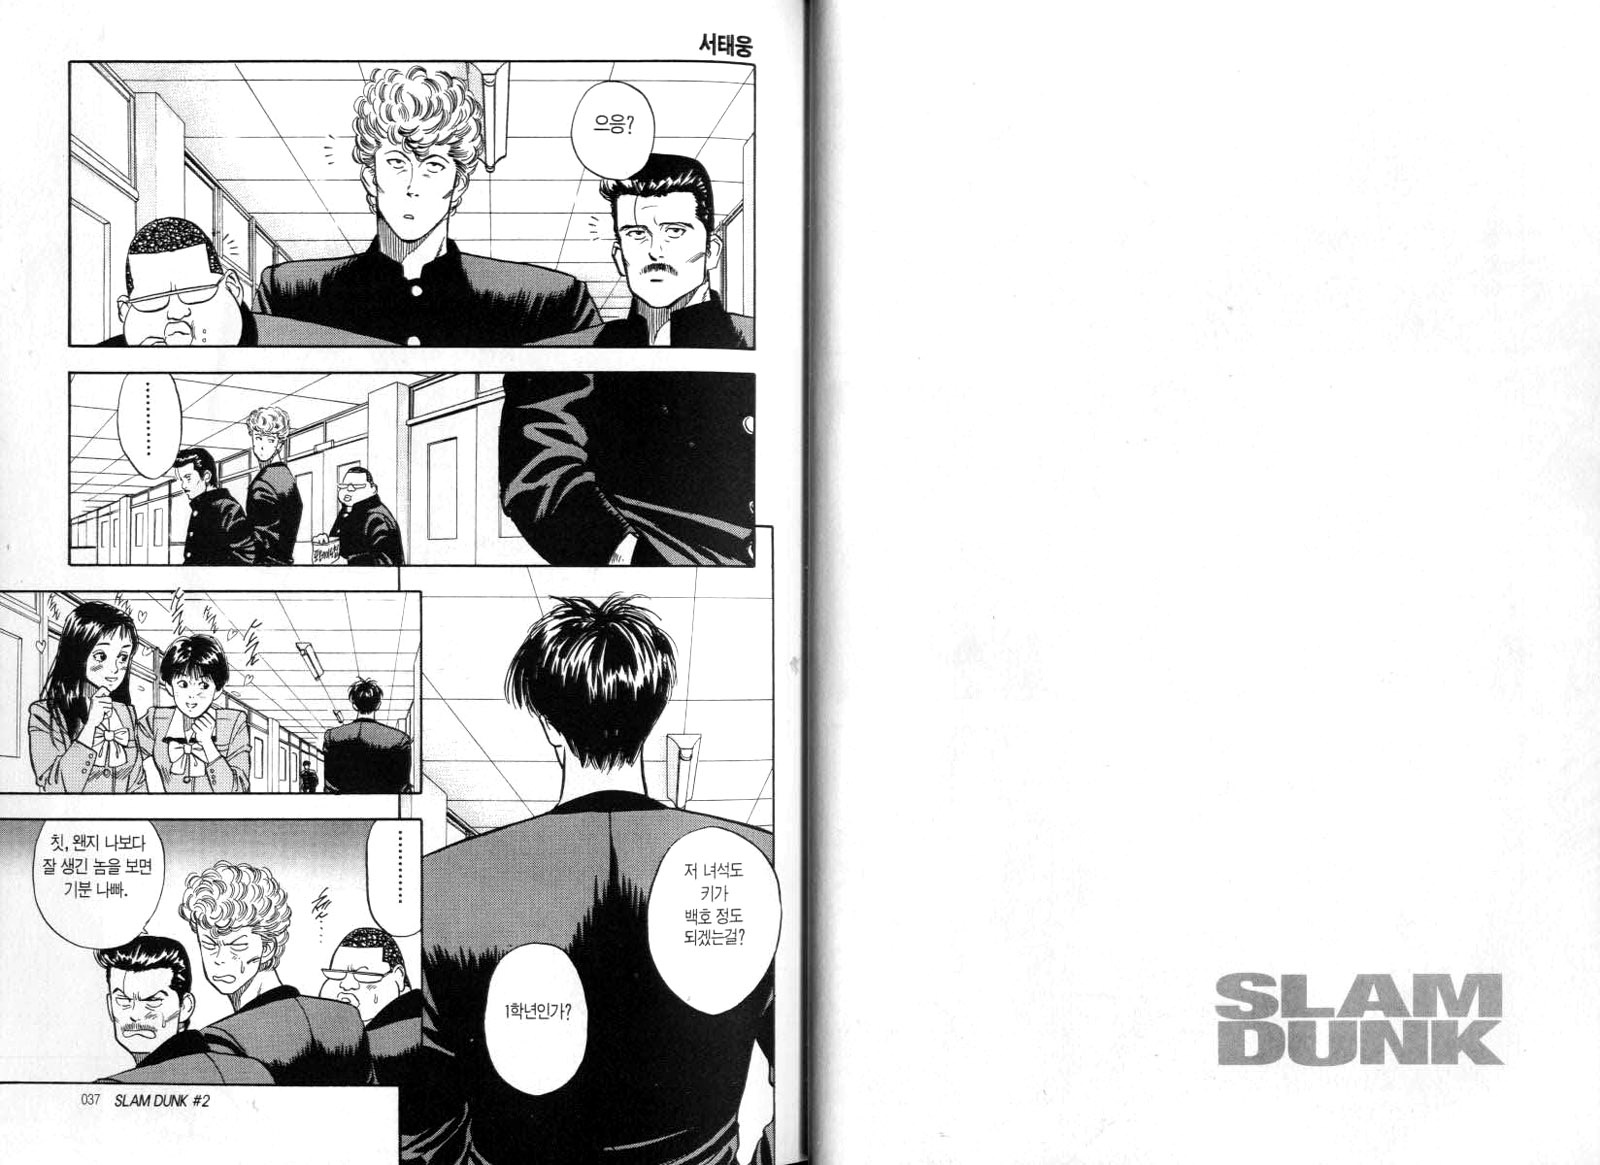 서태웅
으응?
저 녀석도
키가
백호 정도
되겠는걸?
1학년인가?
칫, 왠지 나보다
잘 생긴 놈을 보면
기분 나빠.
037 SLAM DUNK #2
SLAM
DUNK